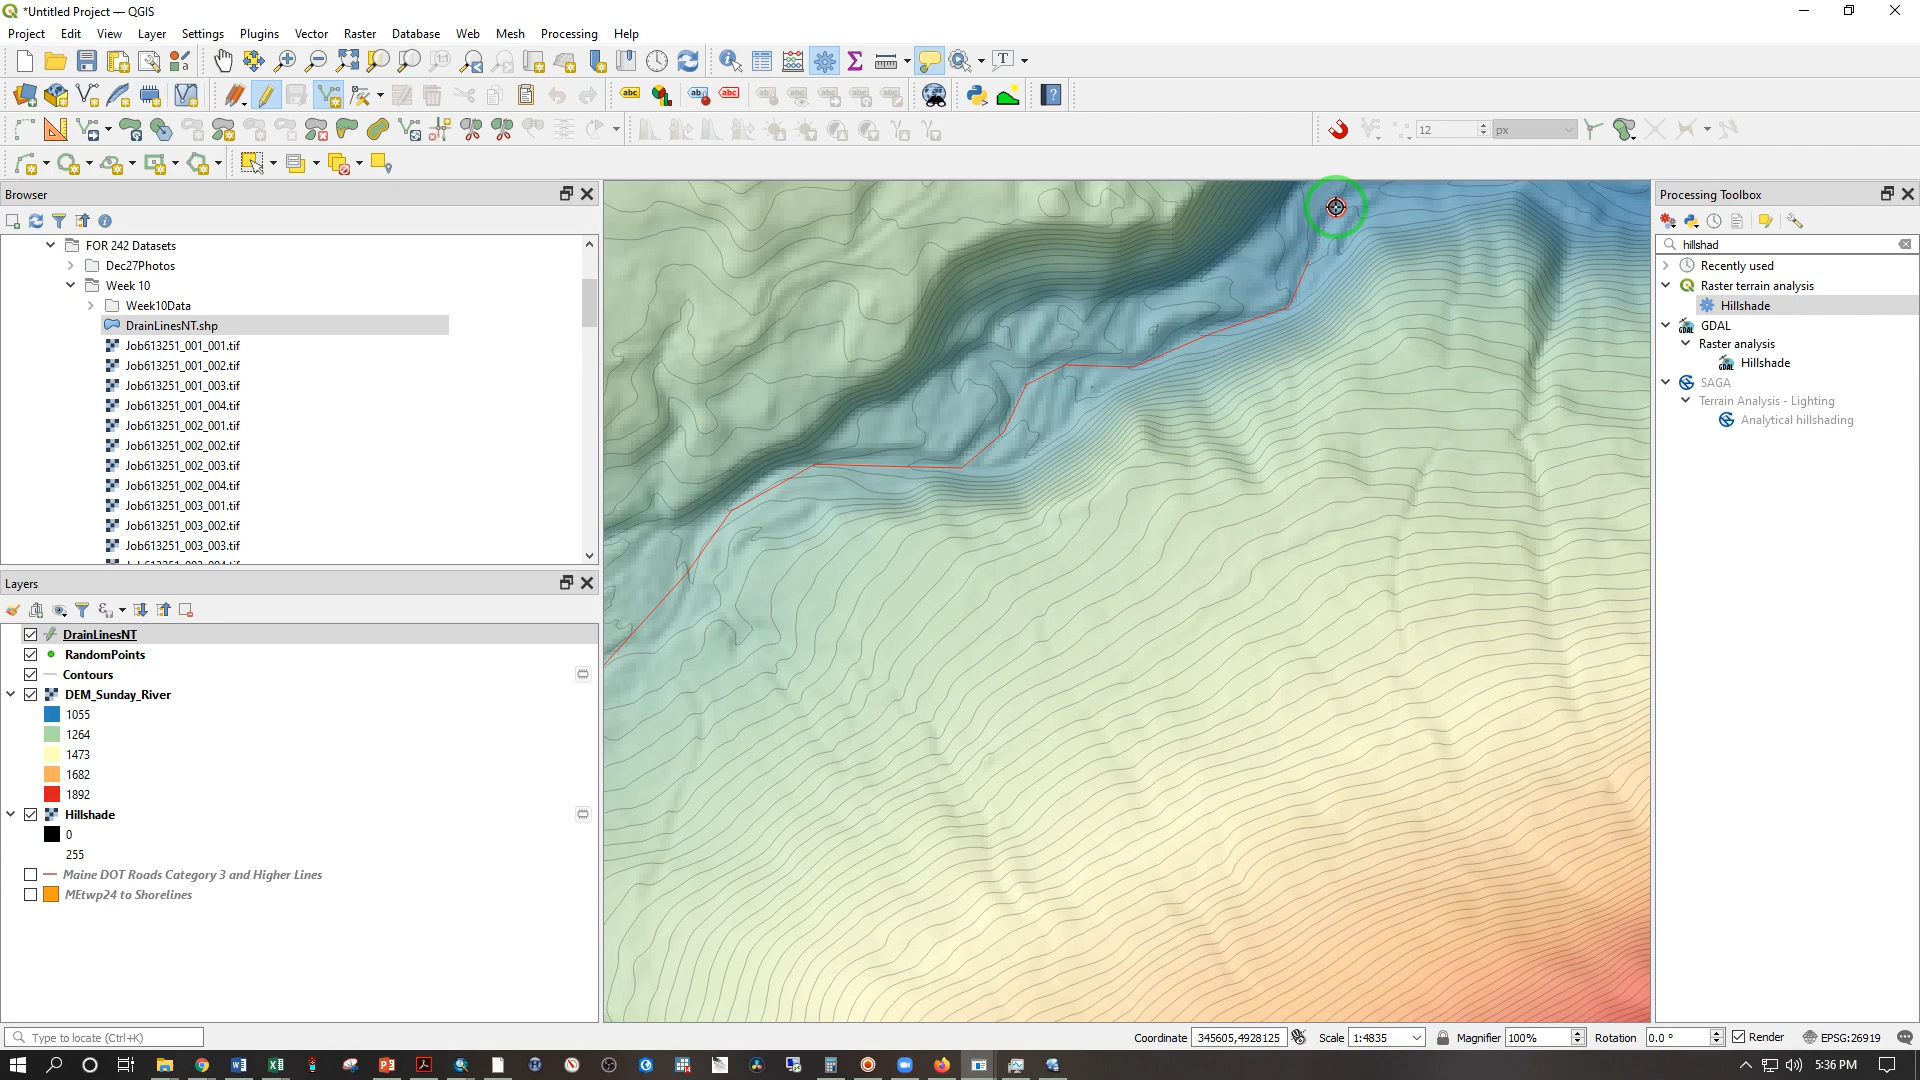 *Untitled Project — QGIS
Project Edit View Layer Settings Plugins Vector Raster Database Web Mesh Processing Help
12 px
Browser
FOR 242 Datasets
Dec27Photos
Week 10
Week10Data
DrainLinesNT.shp
Job613251_001_001.tif
Job613251_001_002.tif
Job613251_001_003.tif
Job613251_001_004.tif
Job613251_002_001.tif
Job613251_002_002.tif
Job613251_002_003.tif
Job613251_002_004.tif
Job613251_003_001.tif
Job613251_003_002.tif
Job613251_003_003.tif
Layers
DrainLinesNT
RandomPoints
Contours
DEM_Sunday_River
1055
1264
1473
1682
1892
Hillshade
0
255
Maine DOT Roads Category 3 and Higher Lines
MEtwp24 to Shorelines
Processing Toolbox
hillshad
Recently used
Raster terrain analysis
Hillshade
GDAL
Raster analysis
Hillshade
SAGA
Terrain Analysis - Lighting
Analytical hillshading
Type to locate (Ctrl+K)
Coordinate 345605,4928125 Scale 1:4835 Magnifier 100% Rotation 0.0 ° Render EPSG:26919
5:36 PM